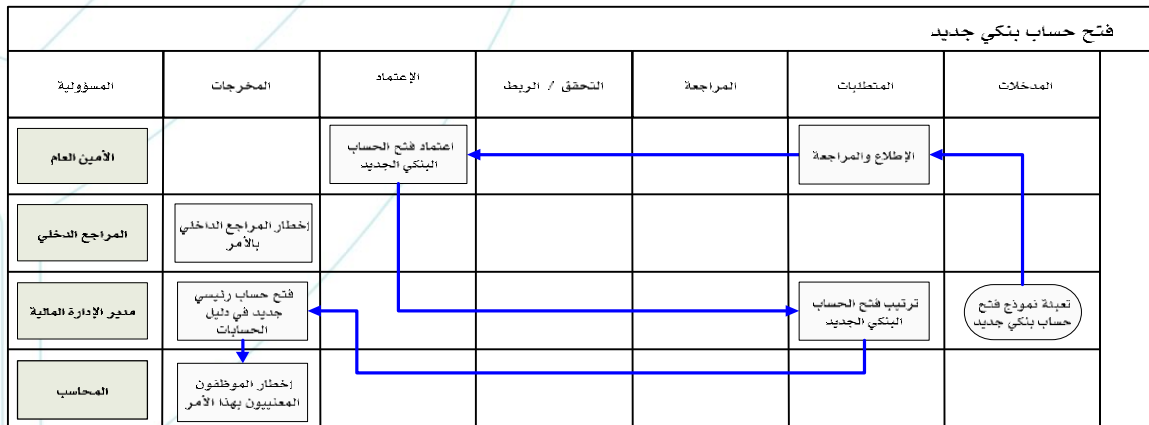 فتح حساب بنكي جديد
المدخلات
المتطلبات
المراجعة
التحقق / الربط
الإعتماد
المخرجات
المسؤولية
الإطلاع والمراجعة
اعتماد فتح الحساب
البنكي الجديد
الأمين العام
إخطار المراجع الداخلي
بالأمر
المراجع الدخلي
تعبئة نموذج فتح
حساب بنكي جديد
ترتيب فتح الحساب
البنكي الجديد
فتح حساب رئيسي
جديد في دليل
الحسابات
مدير الإدارة المالية
إخطار الموظفون
المعنييون بهذا الأمر
المحاسب